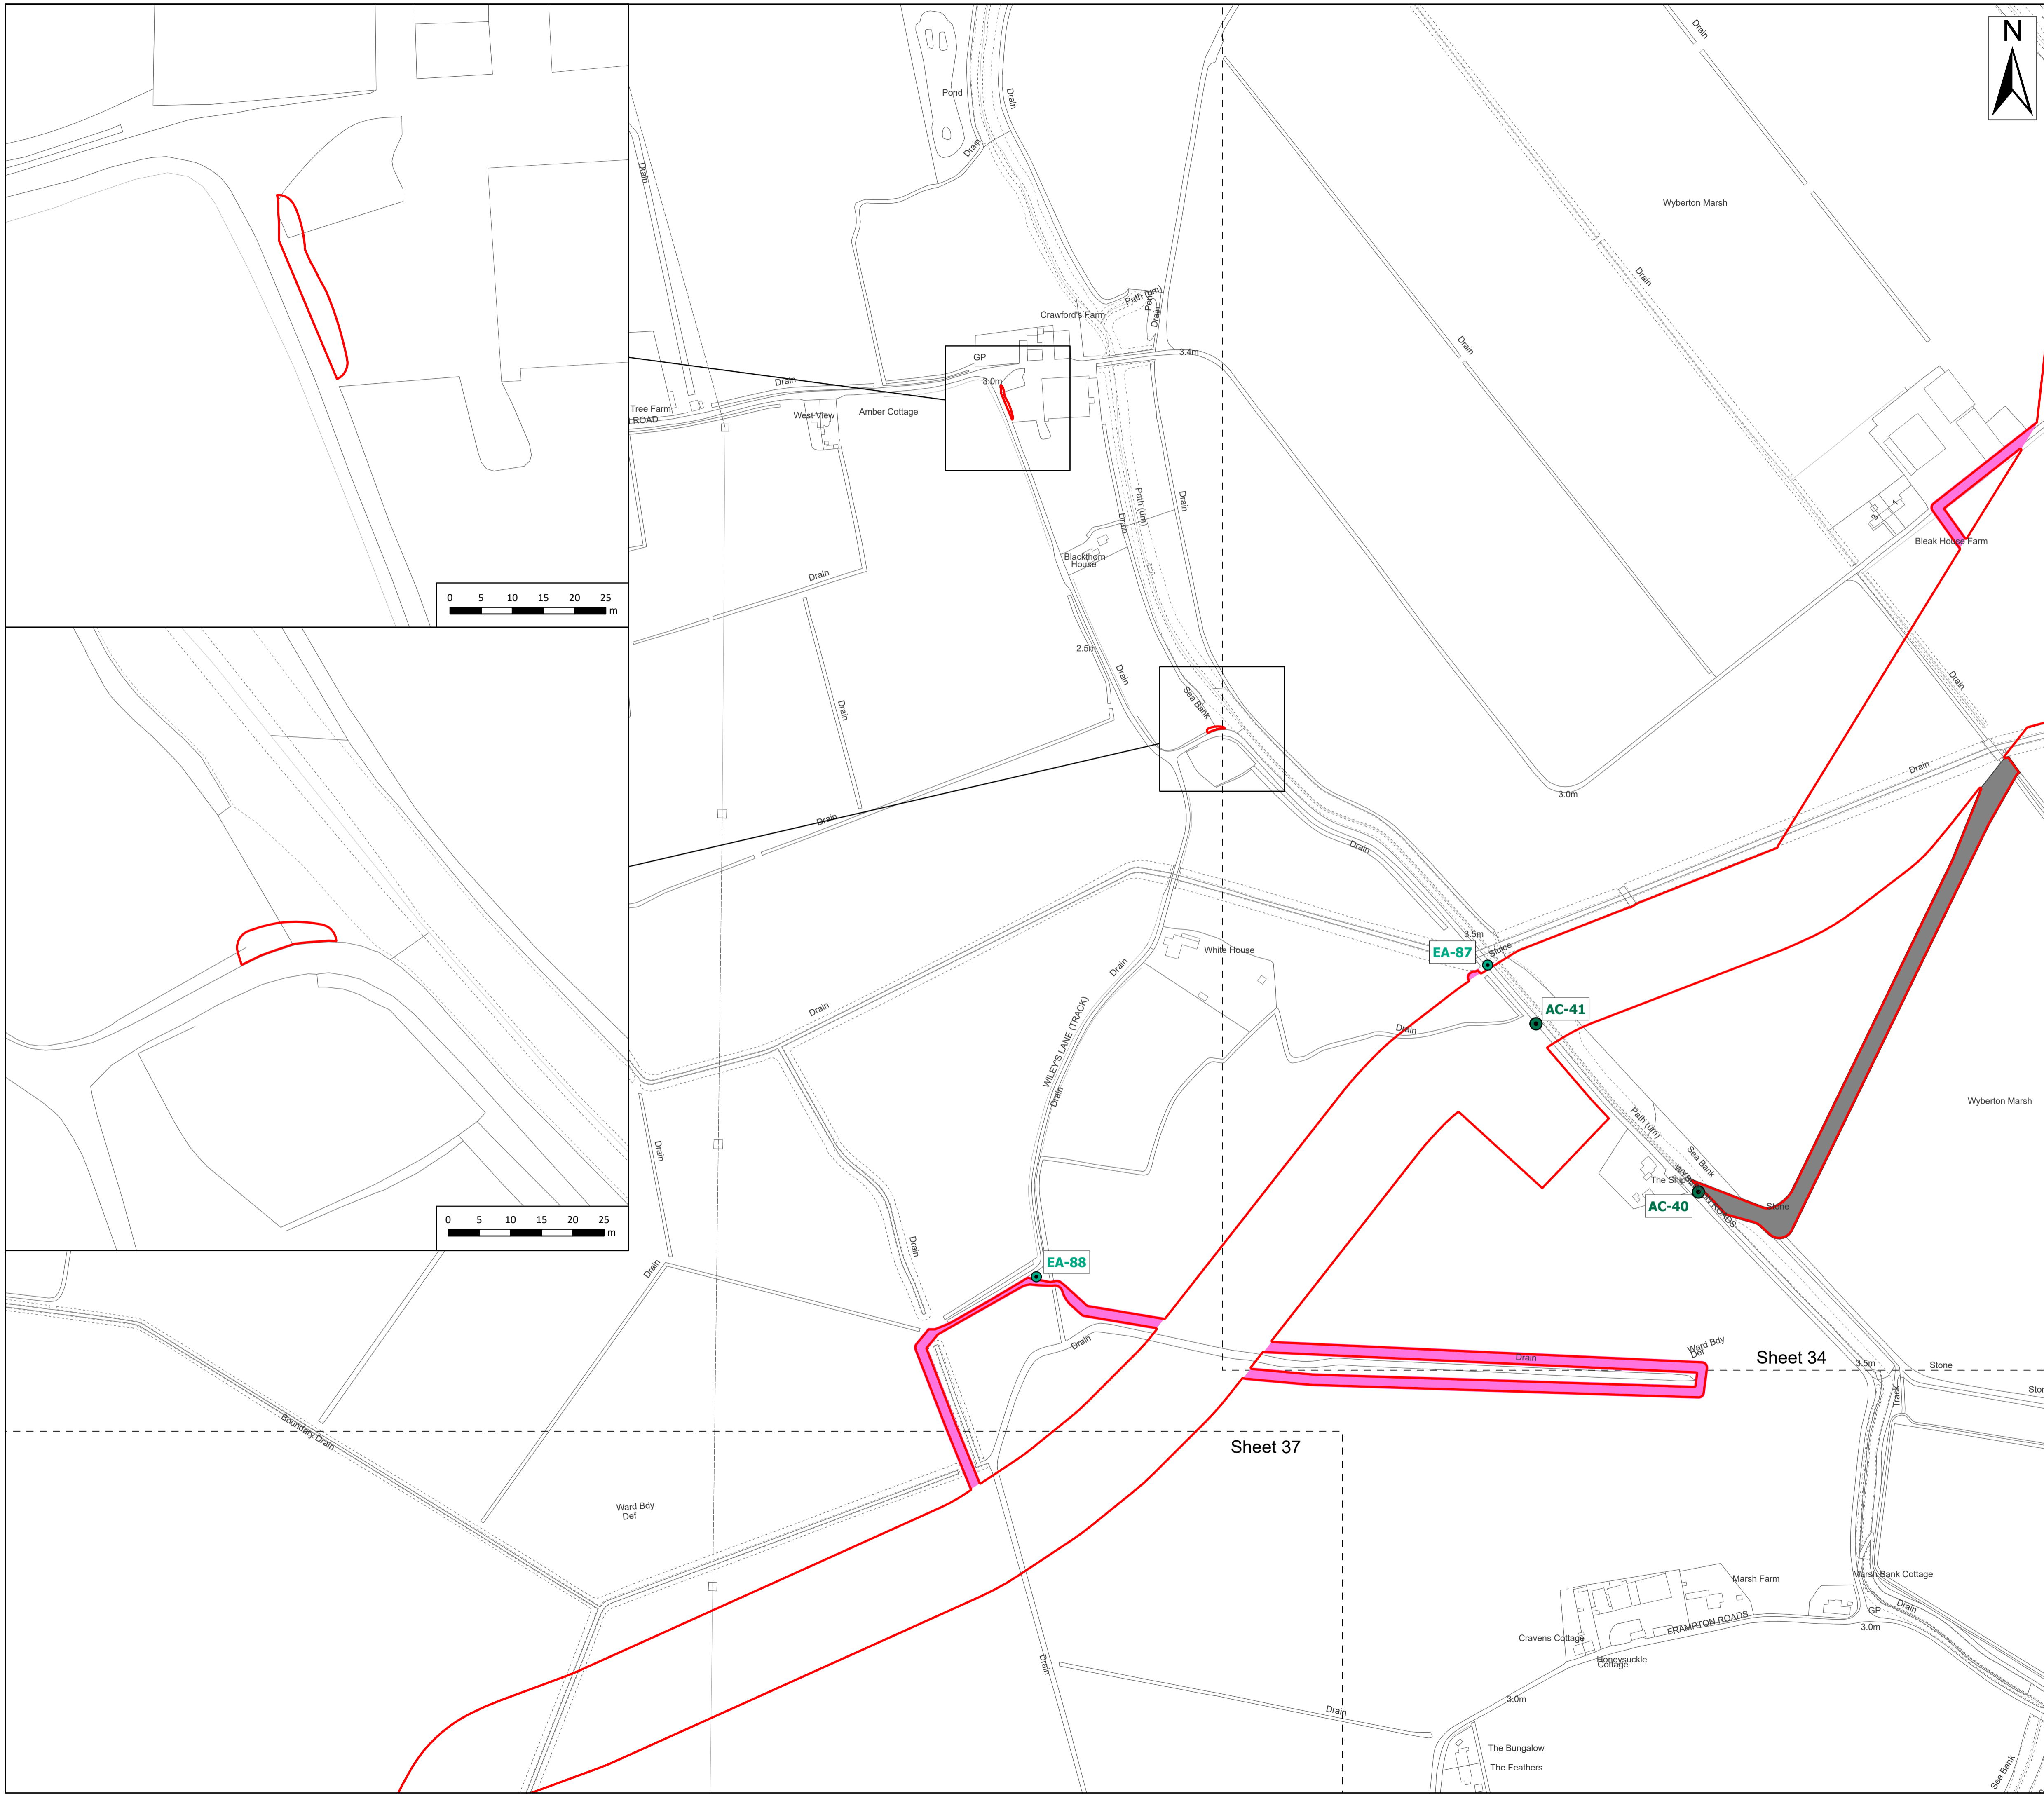 N
Drain
Pond
Drain
Drain
Drain
Wyberton Marsh
Drain
Path (um)
Pond
Drain
Crawford's Farm
GP
3.4m
Drain
3.0m
Drain
Tree Farm
ROAD
West View
Amber Cottage
Path (um)
Drain
Drain
3
1
Bleak House Farm
Blackthorn
House
Drain
0 5 10 15 20 25
m
2.5m
Drain
Drain
Sea Bank
Drain
Drain
3.0m
Drain
Drain
3.5m
EA-87
Sluice
White House
Drain
Drain
AC-41
Drain
WILEY'S LANE (TRACK)
Drain
Wyberton Marsh
Path (um)
Drain
Sea Bank
The Ship
AC-40
Stone
0 5 10 15 20 25
m
Drain
EA-88
Drain
Drain
Drain
Ward Bdy
Def
Sheet 34
3.5m
Stone
Track
Boundary Drain
Sheet 37
Ward Bdy
Def
Marsh Farm
Marsh Bank Cottage
GP
Drain
FRAMPTON ROADS
3.0m
Cravens Cottage
Honeysuckle
Cottage
Drain
3.0m
Drain
The Bungalow
The Feathers
Sea Bank